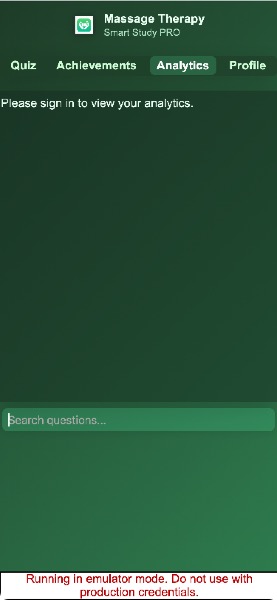 Massage Therapy
Smart Study PRO
Quiz Achievements Analytics Profile
Please sign in to view your analytics.
Search questions...
Running in emulator mode. Do not use with
production credentials.